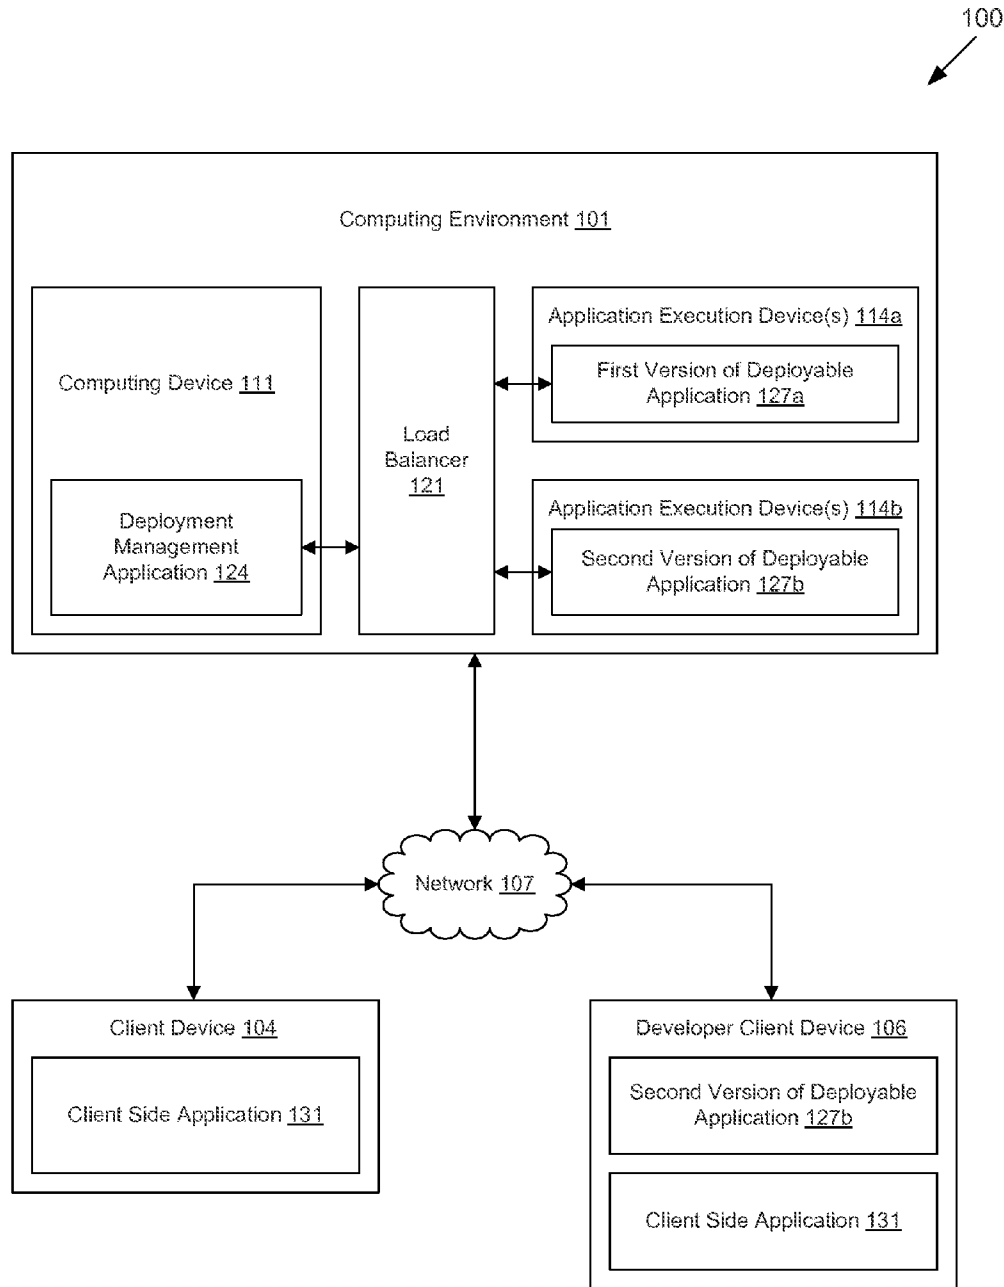 100
Computing Environment 101
Computing Device 111
Deployment
Management
Application 124
Load
Balancer
121
Application Execution Device(s) 114a
First Version of Deployable
Application 127a
Application Execution Device(s) 114b
Second Version of Deployable
Application 127b
Network 107
Client Device 104
Client Side Application 131
Developer Client Device 106
Second Version of Deployable
Application 127b
Client Side Application 131